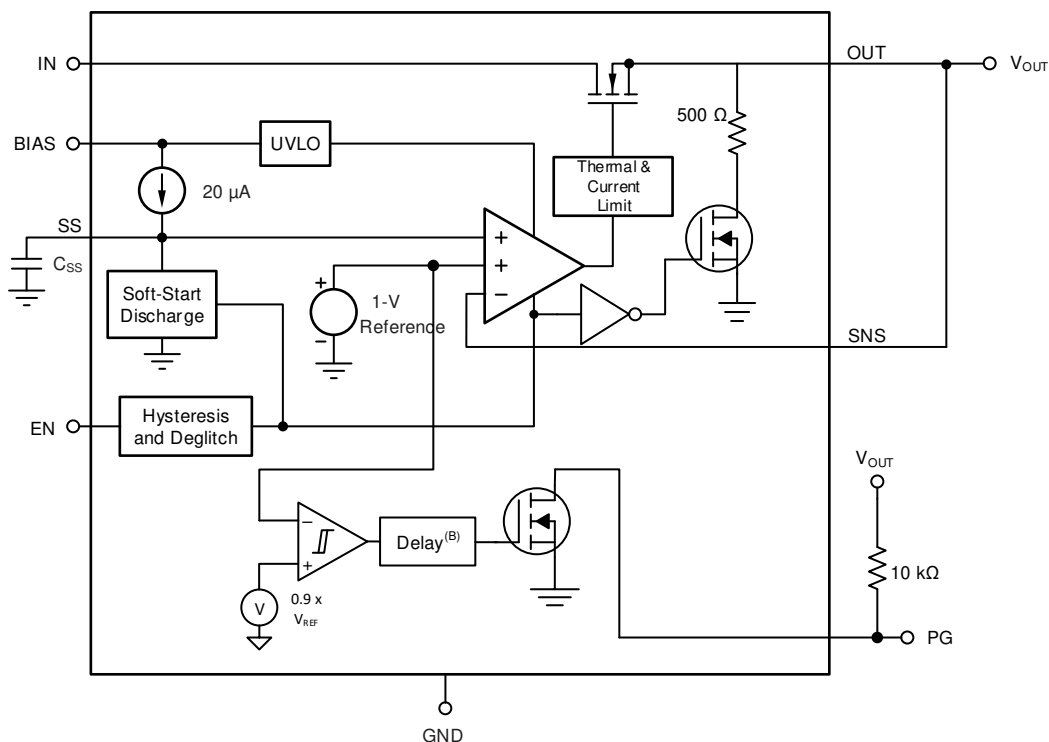 IN
OUT
V_OUT
500 Ω
BIAS
UVLO
Thermal &
Current
Limit
20 µA
SS
C_SS
+
+
−
Soft-Start
Discharge
+
1-V
Reference
−
SNS
EN
Hysteresis
and Deglitch
V_OUT
−
+
Delay(B)
10 kΩ
V
0.9 x
V_REF
PG
GND